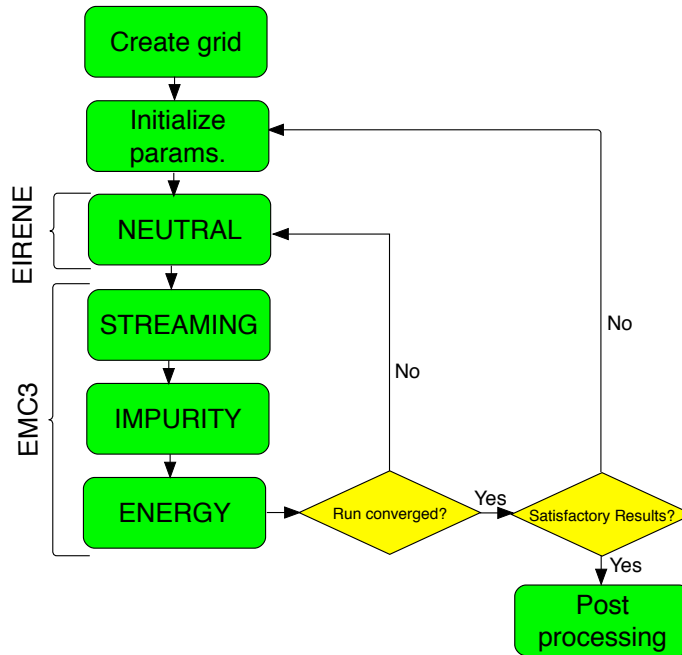 Create grid
Initialize
params.
EIRENE
NEUTRAL
EMC3
STREAMING
IMPURITY
ENERGY
No
Run converged?
Yes
No
Satisfactory Results?
Yes
Post
processing